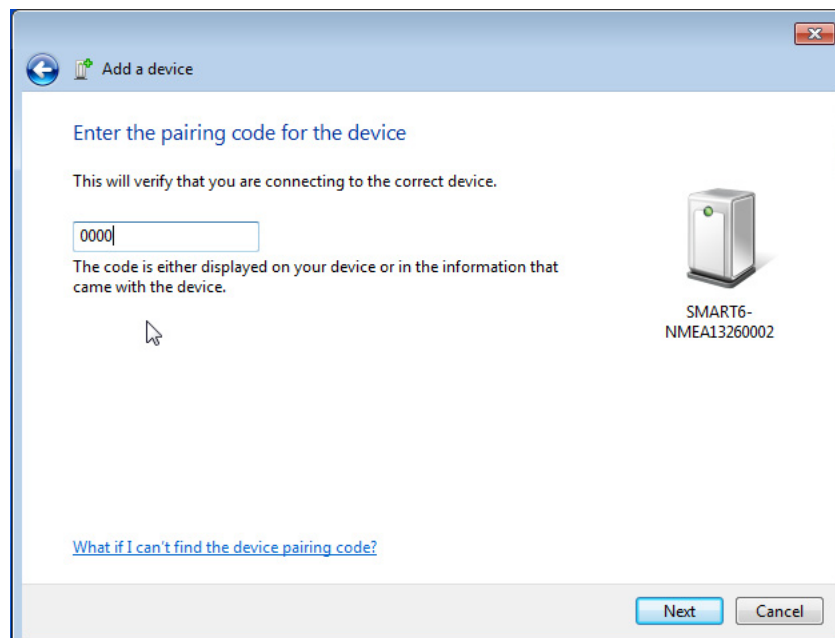 Add a device
Enter the pairing code for the device
This will verify that you are connecting to the correct device.
0000
The code is either displayed on your device or in the information that
came with the device.
SMART6-
NMEA13260002
What if I can't find the device pairing code?
Next
Cancel